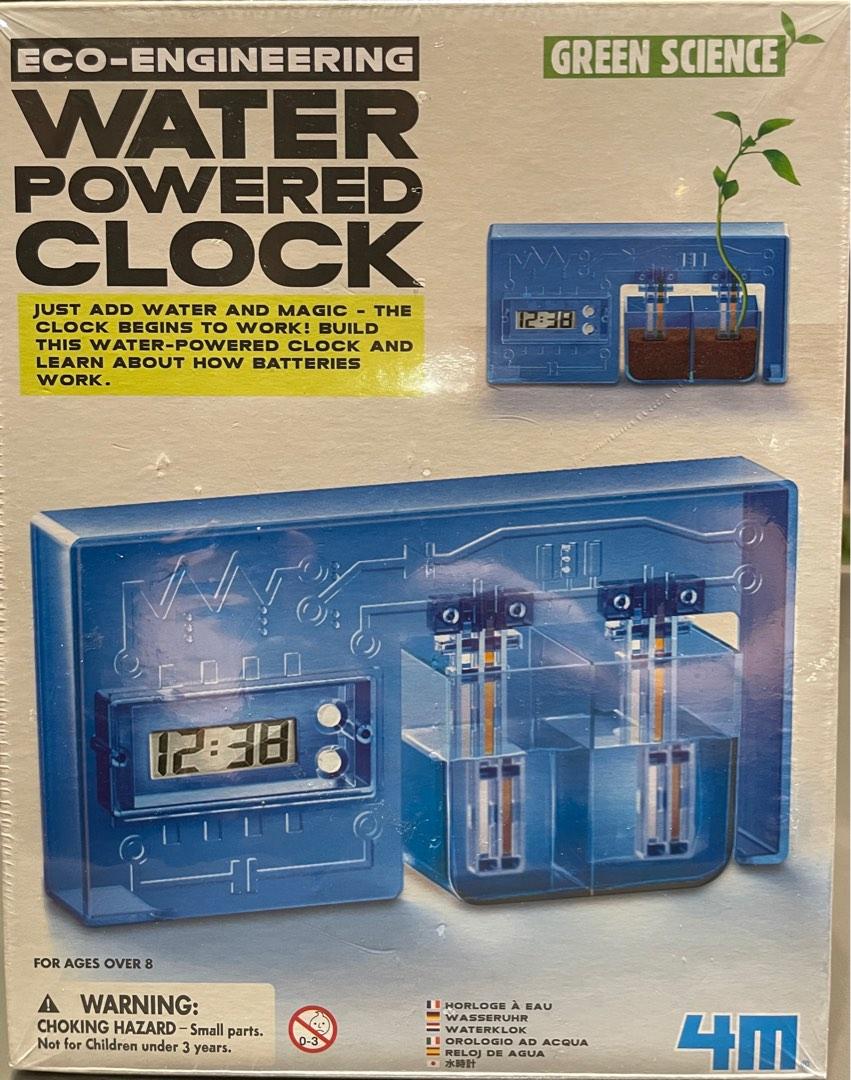 ECO-ENGINEERING
GREEN SCIENCE
WATER
POWERED
CLOCK
JUST ADD WATER AND MAGIC - THE
CLOCK BEGINS TO WORK! BUILD
THIS WATER-POWERED CLOCK AND
LEARN ABOUT HOW BATTERIES
WORK.
12:38
12:38
FOR AGES OVER 8
WARNING:
CHOKING HAZARD – Small parts.
Not for Children under 3 years.
0-3
HORLOGE À EAU
WASSERUHR
WATERKLOK
OROLOGIO AD ACQUA
RELOJ DE AGUA
水時計
4M